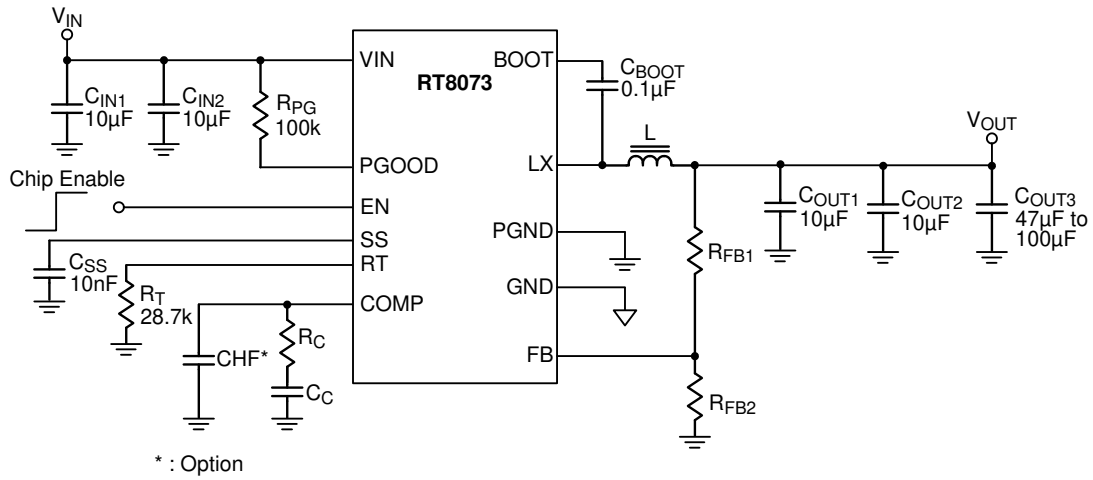 VIN
CIN1
10µF
CIN2
10µF
RPG
100k
Chip Enable
CSS
10nF
RT
28.7k
CHF*
RC
CC
* : Option
VIN
PGOOD
EN
SS
RT
COMP
RT8073
BOOT
LX
PGND
GND
FB
CBOOT
0.1µF
L
VOUT
COUT1
10µF
COUT2
10µF
COUT3
47µF to
100µF
RFB1
RFB2